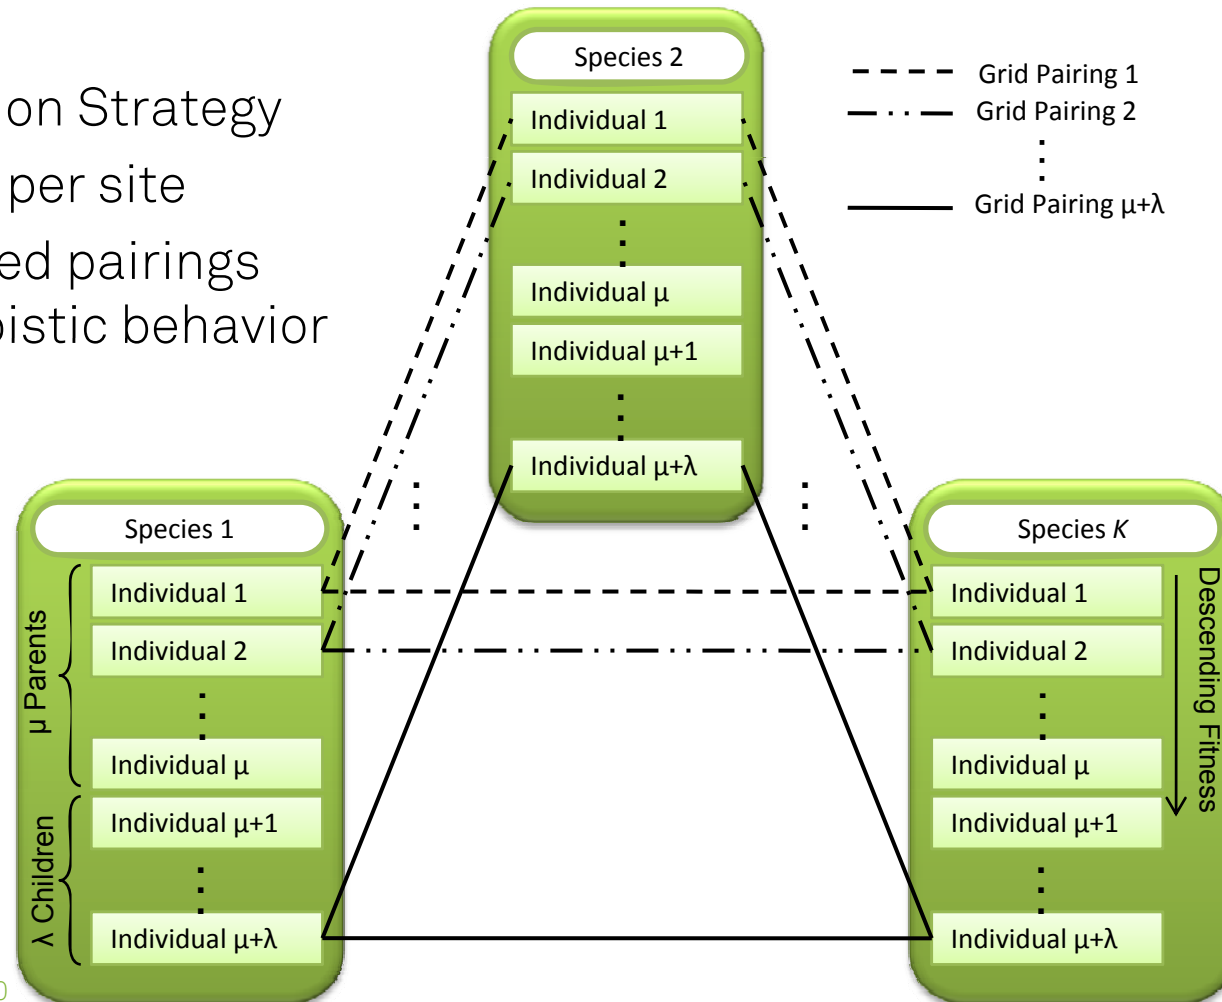 on Strategy
per site
ed pairings
istic behavior
Species 2
Individual 1
Individual 2
Individual μ
Individual μ+1
Individual μ+λ
Grid Pairing 1
Grid Pairing 2
Grid Pairing μ+λ
Species 1
μ Parents
λ Children
Individual 1
Individual 2
Individual μ
Individual μ+1
Individual μ+λ
Species K
Individual 1
Individual 2
Individual μ
Individual μ+1
Individual μ+λ
Descending Fitness
0